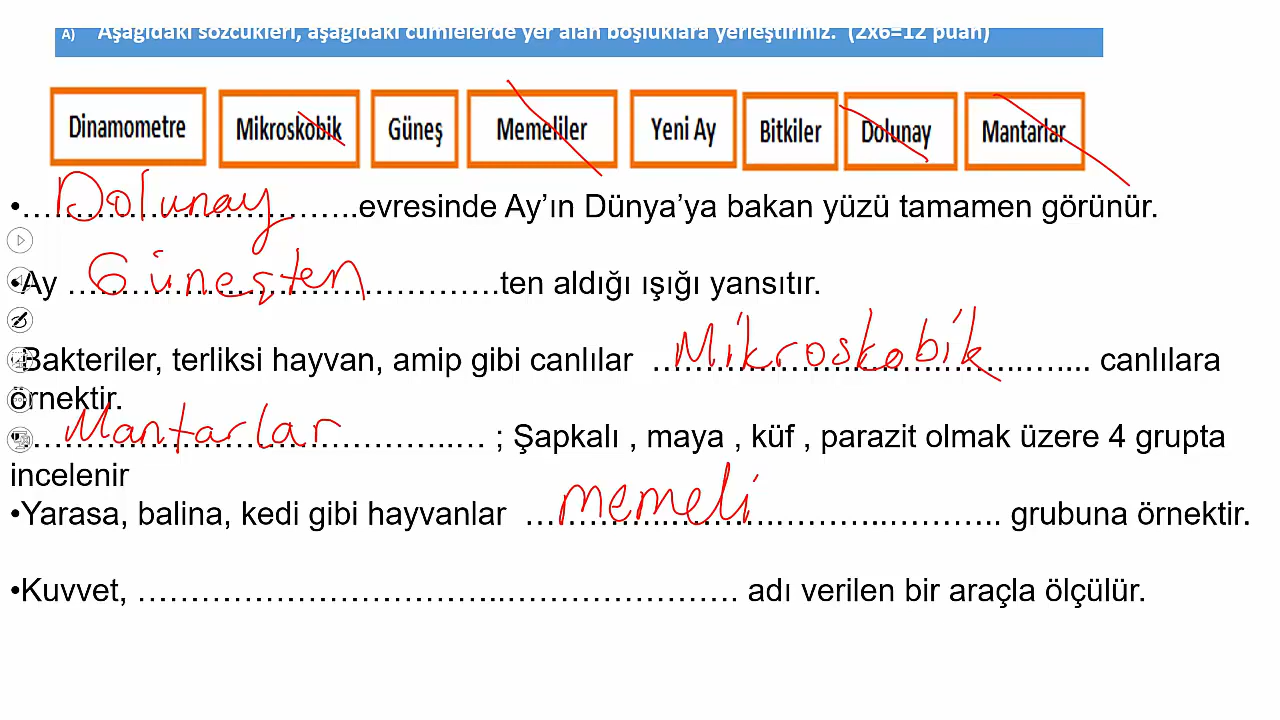 A) Aşağıdaki sözcükleri, aşağıdaki cümlelerde yer alan boşluklara yerleştiriniz. (2x6=12 puan)
Dinamometre Mikroskobik Güneş Memeliler Yeni Ay Bitkiler Dolunay Mantarlar
•Dolunay……………………………..evresinde Ay’ın Dünya’ya bakan yüzü tamamen görünür.
•Ay Güneşten …………………………………….ten aldığı ışığı yansıtır.
•Bakteriler, terliksi hayvan, amip gibi canlılar Mikroskobik ……………………………..…... canlılara
örnektir.
•Mantarlar……………………………………..… ; Şapkalı , maya , küf , parazit olmak üzere 4 grupta
incelenir
•Yarasa, balina, kedi gibi hayvanlar memeli ……………………………..……….. grubuna örnektir.
•Kuvvet, ……………………………..…………………. adı verilen bir araçla ölçülür.